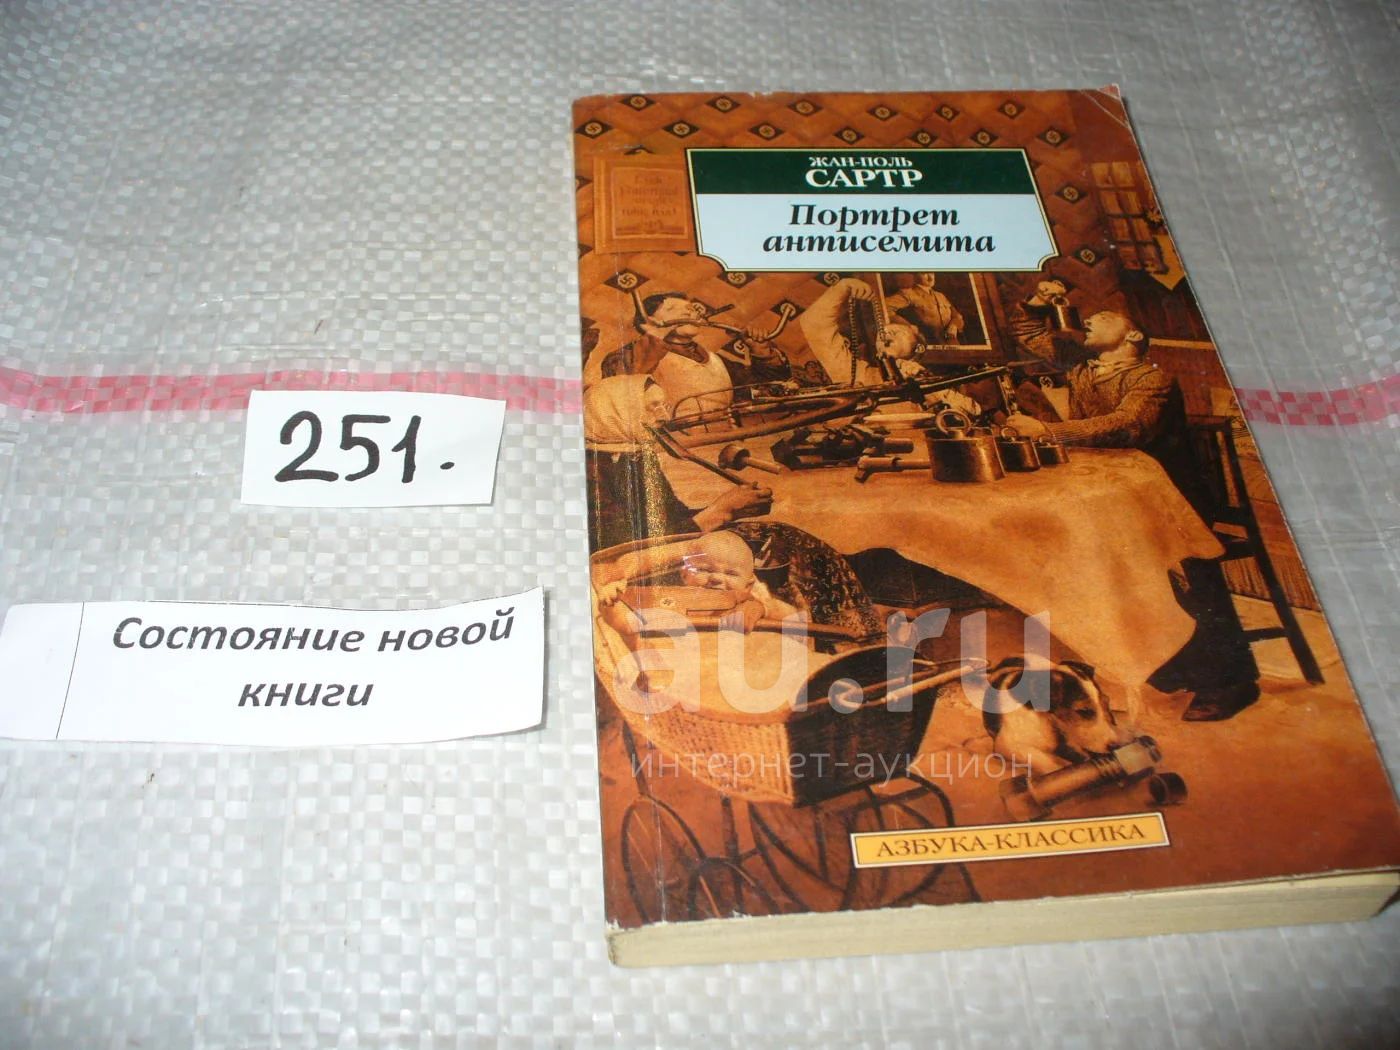 ЖАН-ПОЛЬ
САРТР
Портрет
антисемита
251.
Состояние новой
книги
au.ru
интернет-аукцион
АЗБУКА-КЛАССИКА